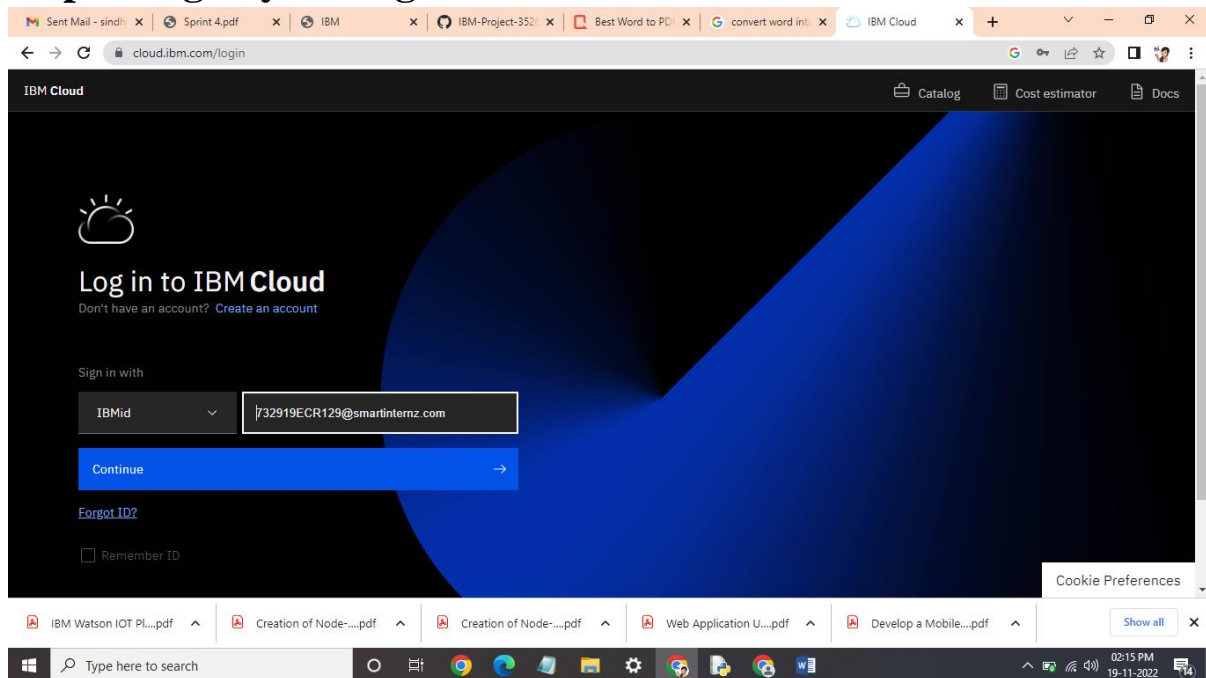 Sent Mail - sindh
Sprint 4.pdf
IBM
IBM-Project-352
Best Word to PD
convert word int
IBM Cloud
cloud.ibm.com/login
IBM Cloud
Catalog
Cost estimator
Docs
Log in to IBM Cloud
Don't have an account? Create an account
Sign in with
IBMid
732919ECR129@smartinternz.com
Continue
Forgot ID?
Remember ID
Cookie Preferences
IBM Watson IOT Pl....pdf
Creation of Node-....pdf
Creation of Node-....pdf
Web Application U....pdf
Develop a Mobile....pdf
Show all
Type here to search
02:15 PM
19-11-2022
14